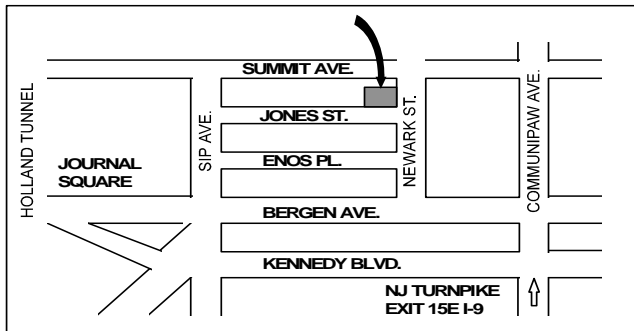 SUMMIT AVE.
HOLLAND TUNNEL
SIP AVE.
JONES ST.
NEWARK ST.
COMMUNIPAW AVE.
JOURNAL
SQUARE
ENOS PL.
BERGEN AVE.
KENNEDY BLVD.
NJ TURNPIKE
EXIT 15E I-9